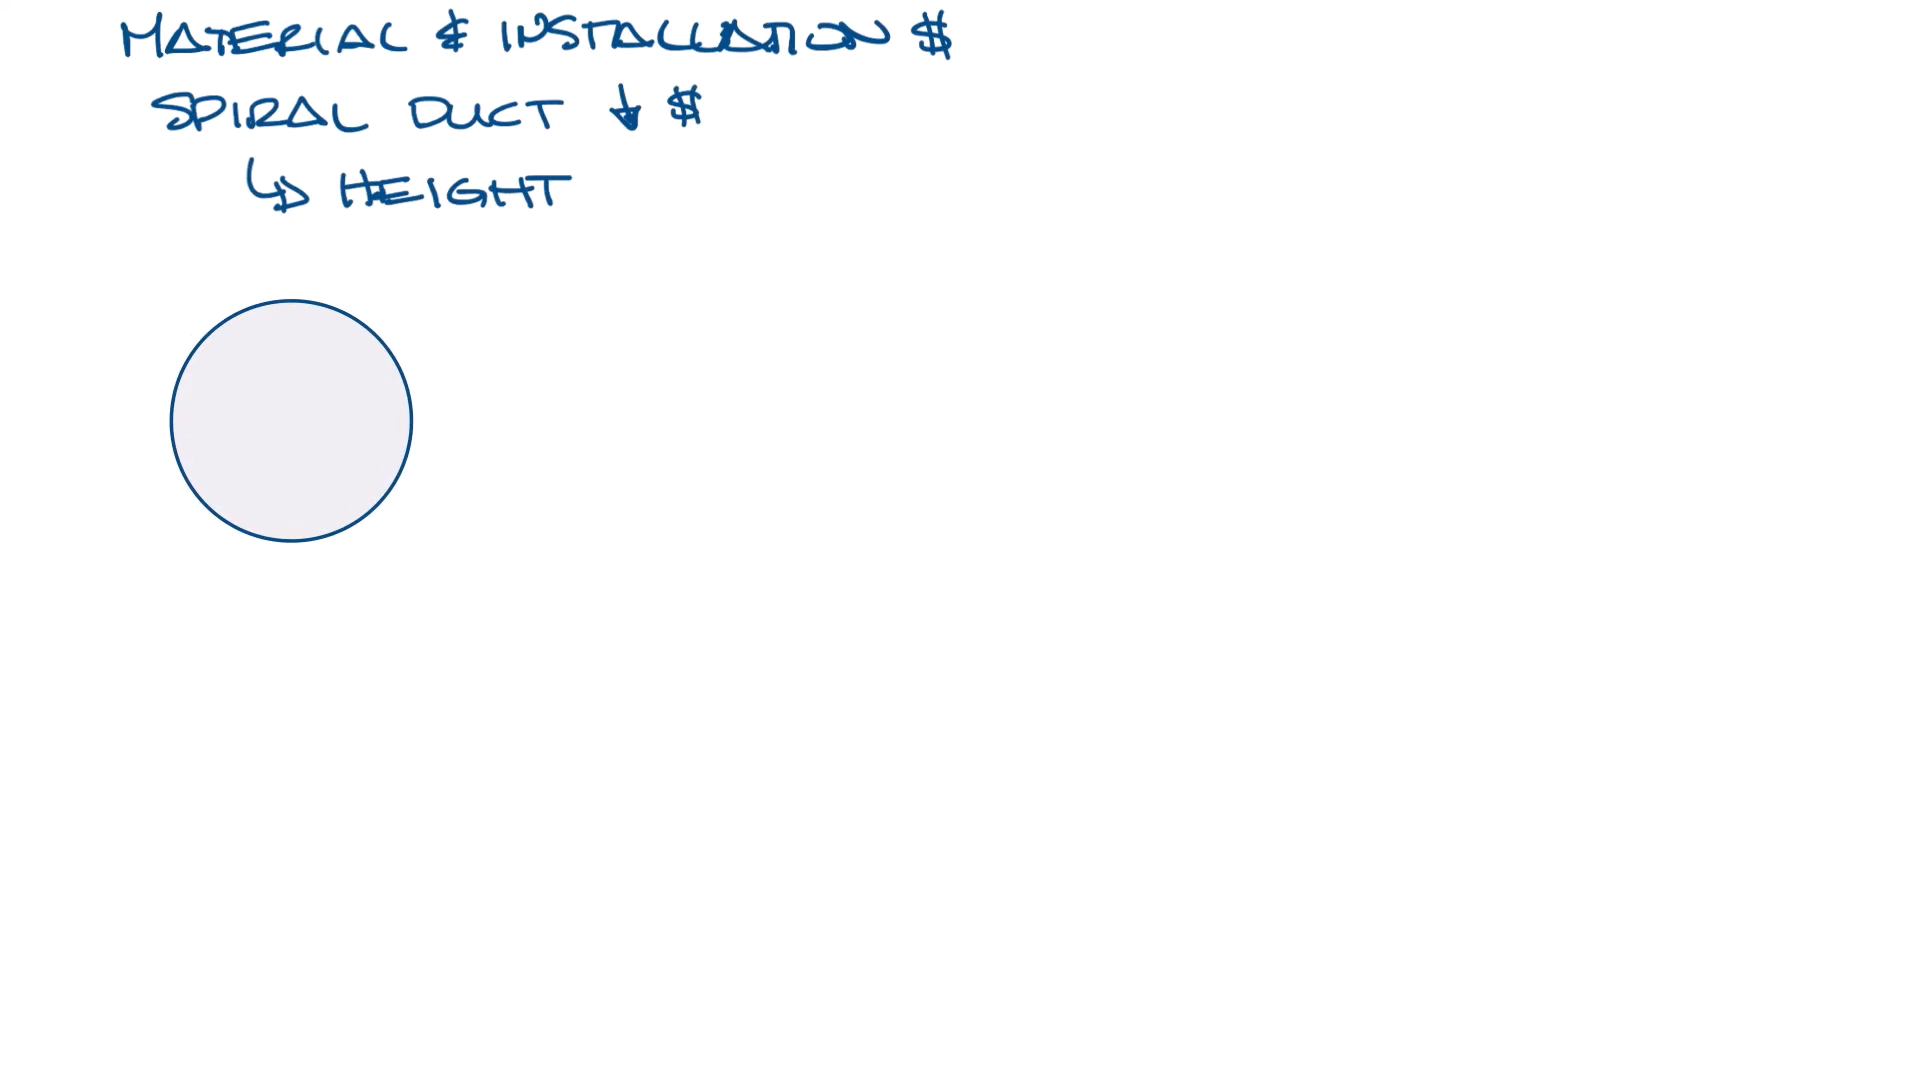 MATERIAL & INSTALLATION $
SPIRAL DUCT ↓ $
↳ HEIGHT